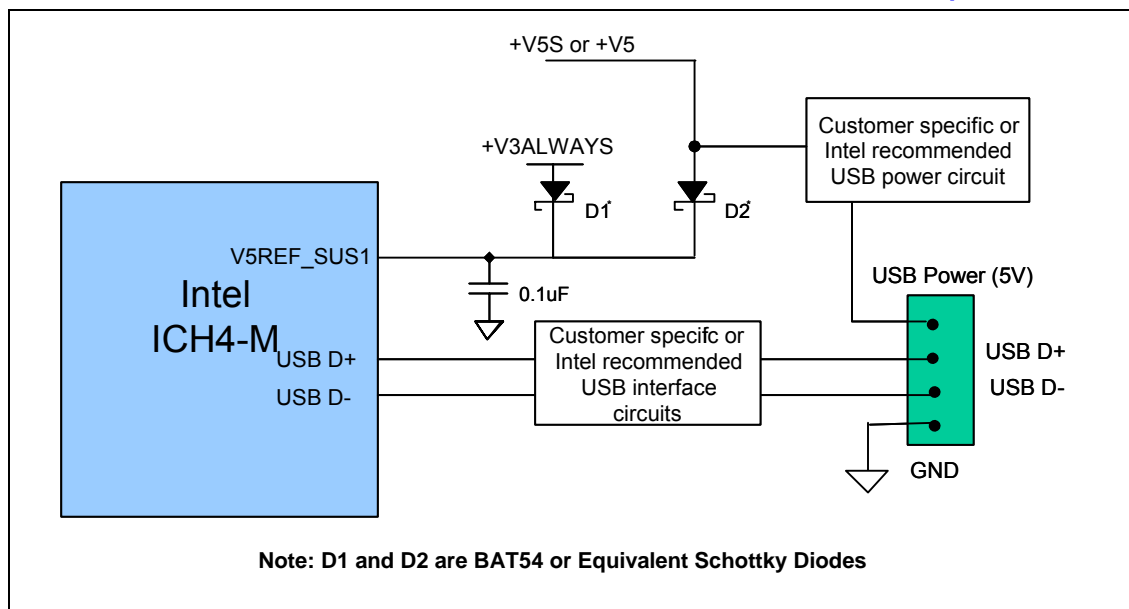 +V5S or +V5
Customer specific or
Intel recommended
USB power circuit
+V3ALWAYS
D1*
D2*
V5REF_SUS1
USB Power (5V)
Intel
ICH4-M
0.1uF
Customer specifc or
Intel recommended
USB interface
circuits
USB D+
USB D-
USB D+
USB D-
GND
Note: D1 and D2 are BAT54 or Equivalent Schottky Diodes